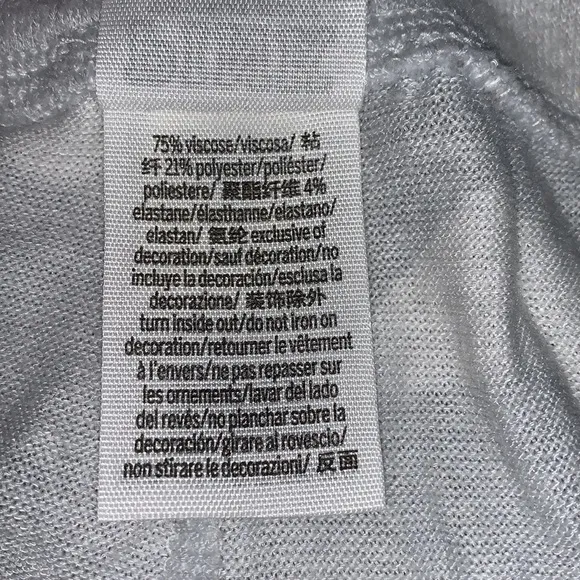 75% viscose/viscosa/ 粘
纤 21% polyester/poliéster/
poliestere/ 聚酯纤维 4%
elastane/élasthanne/elastano/
elastan/ 氨纶 exclusive of
decoration/sauf décoration/no
incluye la decoración/esclusa la
decorazione/ 装饰除外
turn inside out/do not iron on
decoration/retourner le vêtement
à l'envers/ne pas repasser sur
les ornements/lavar del lado
del revés/no planchar sobre la
decoración/girare al rovescio/
non stirare le decorazioni/ 反面